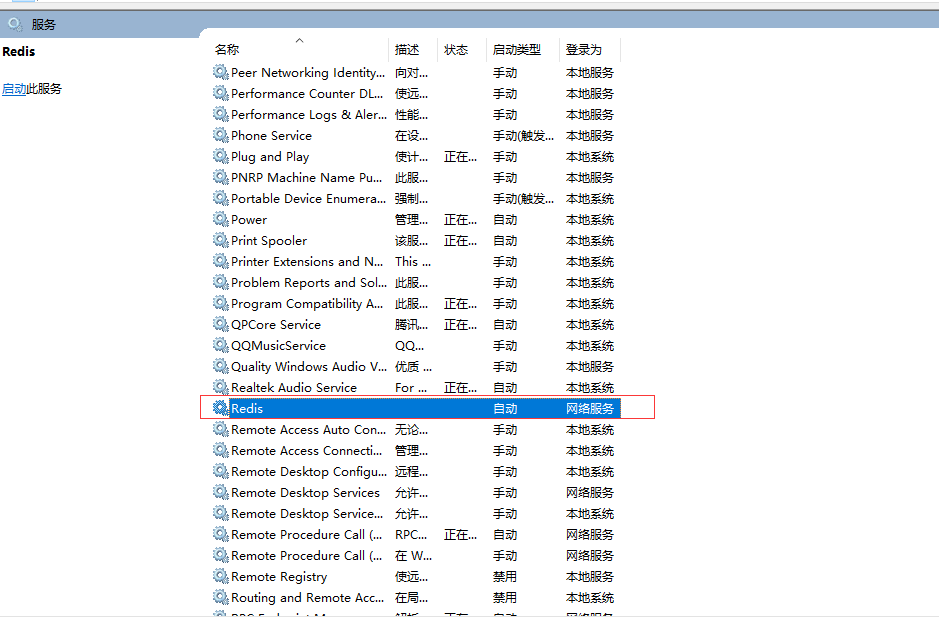 服务
Redis
启动此服务
名称 描述 状态 启动类型 登录为
Peer Networking Identity... 向对... 手动 本地服务
Performance Counter DL... 使远... 手动 本地服务
Performance Logs & Aler... 性能... 手动 本地服务
Phone Service 在设... 手动(触发... 本地服务
Plug and Play 使计... 正在... 手动 本地系统
PNRP Machine Name Pu... 此服... 手动 本地服务
Portable Device Enumera... 强制... 手动(触发... 本地系统
Power 管理... 正在... 自动 本地系统
Print Spooler 该服... 正在... 自动 本地系统
Printer Extensions and N... This ... 手动 本地系统
Problem Reports and Sol... 此服... 手动 本地系统
Program Compatibility A... 此服... 正在... 手动 本地系统
QPCore Service 腾讯... 正在... 自动 本地系统
QQMusicService QQ... 手动 本地系统
Quality Windows Audio V... 优质 ... 手动 本地服务
Realtek Audio Service For ... 正在... 自动 本地系统
Redis 自动 网络服务
Remote Access Auto Con... 无论... 手动 本地系统
Remote Access Connecti... 管理... 手动 本地系统
Remote Desktop Configu... 远程... 手动 本地系统
Remote Desktop Services 允许... 手动 网络服务
Remote Desktop Service... 允许... 手动 本地系统
Remote Procedure Call (... RPC... 正在... 自动 网络服务
Remote Procedure Call (... 在 W... 手动 网络服务
Remote Registry 使远... 禁用 本地服务
Routing and Remote Acc... 在局... 禁用 本地系统